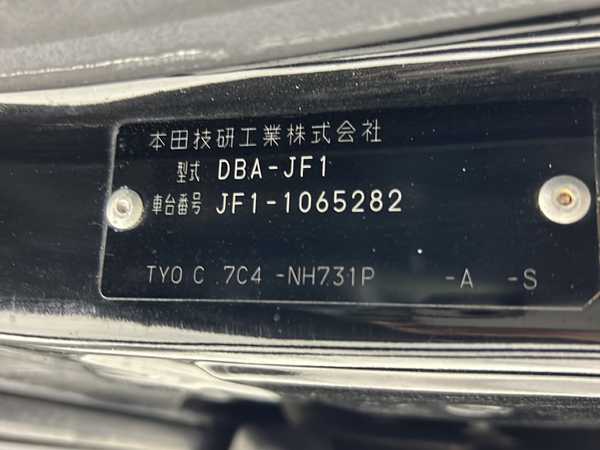 本田技研工業株式会社
型式 DBA-JF1
車台番号 JF1-1065282
TYO C 7C4 -NH731P -A -S